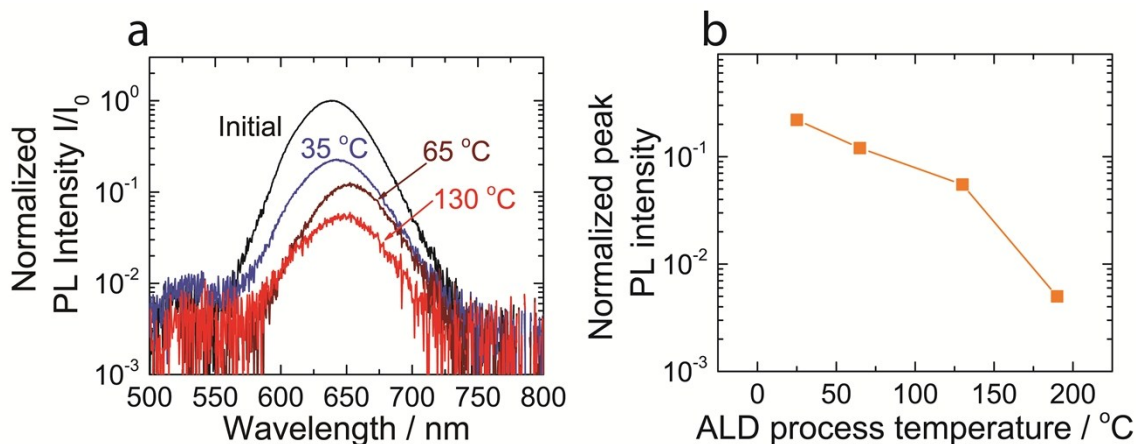 a
Normalized
PL Intensity I/I₀
10⁰
10⁻¹
10⁻²
10⁻³
Initial
35 °C
65 °C
130 °C
500 550 600 650 700 750 800
Wavelength / nm
b
Normalized peak
PL intensity
10⁻¹
10⁻²
10⁻³
0 50 100 150 200
ALD process temperature / °C